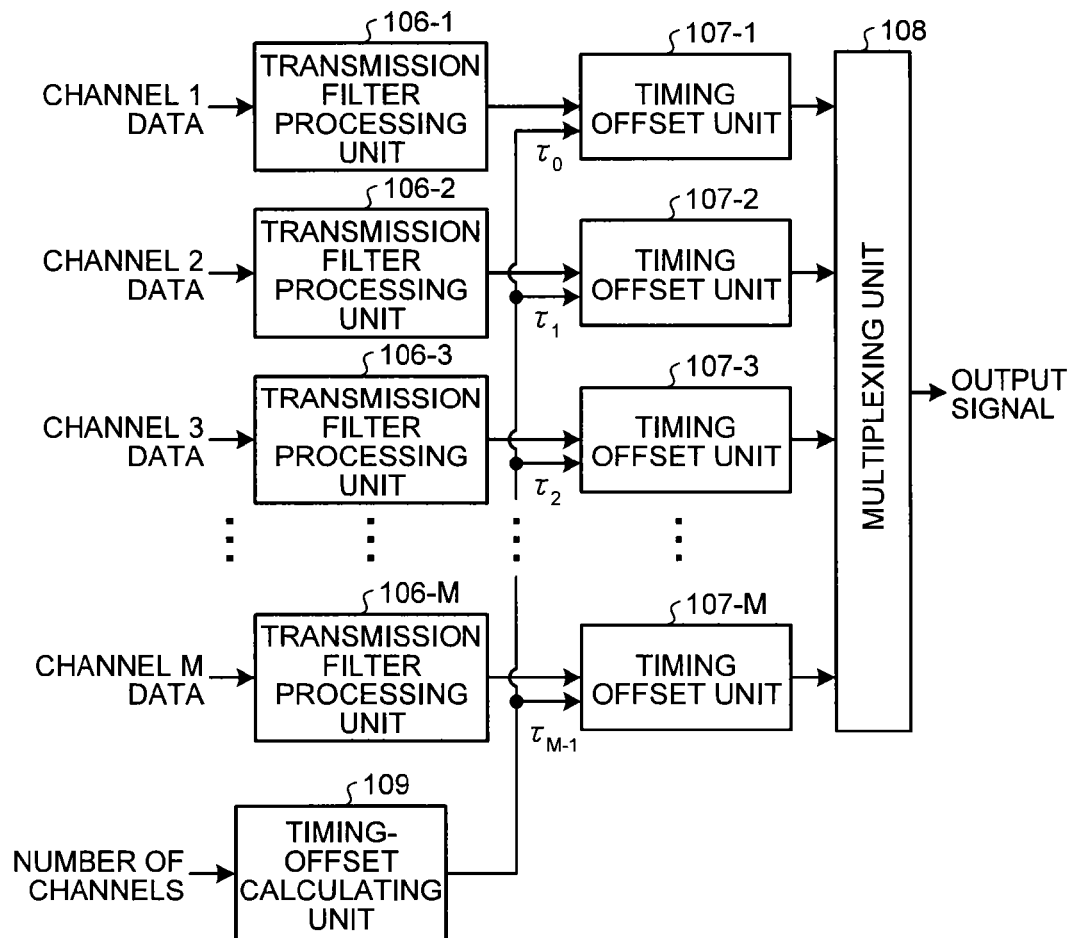 106-1
107-1
108
CHANNEL 1
DATA
TRANSMISSION
FILTER
PROCESSING
UNIT
TIMING
OFFSET UNIT
τ0
106-2
107-2
CHANNEL 2
DATA
TRANSMISSION
FILTER
PROCESSING
UNIT
TIMING
OFFSET UNIT
τ1
106-3
107-3
CHANNEL 3
DATA
TRANSMISSION
FILTER
PROCESSING
UNIT
TIMING
OFFSET UNIT
τ2
MULTIPLEXING UNIT
OUTPUT
SIGNAL
106-M
107-M
CHANNEL M
DATA
TRANSMISSION
FILTER
PROCESSING
UNIT
TIMING
OFFSET UNIT
τM-1
109
NUMBER OF
CHANNELS
TIMING-
OFFSET
CALCULATING
UNIT